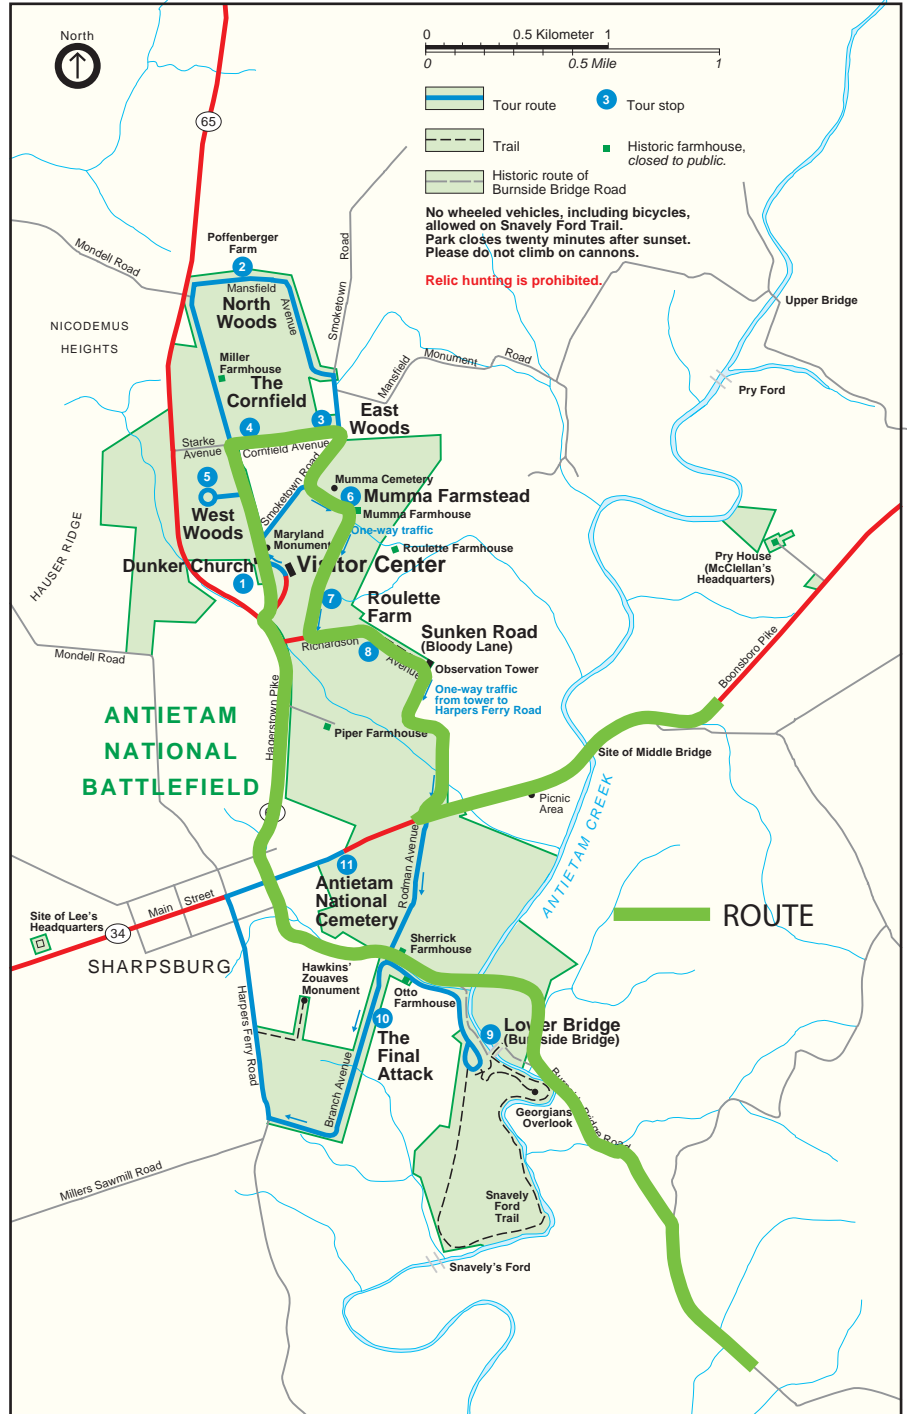 North
0 0.5 Kilometer 1
0 0.5 Mile 1
65
Tour route
3 Tour stop
Trail
Historic farmhouse,
closed to public.
Historic route of
Burnside Bridge Road
No wheeled vehicles, including bicycles,
allowed on Snavely Ford Trail.
Park closes twenty minutes after sunset.
Please do not climb on cannons.
Relic hunting is prohibited.
Mondell Road
Poffenberger
Farm
2
Mansfield
Avenue
North
Woods
Smoketown Road
Upper Bridge
NICODEMUS
HEIGHTS
Miller
Farmhouse
The
Cornfield
Mansfield Monument Road
Pry Ford
East
Woods
3
4
Starke
Avenue
Cornfield Avenue
5
West
Woods
Smoketown Road
Mumma Cemetery
6
Mumma Farmstead
Mumma Farmhouse
One-way traffic
Maryland
Monument
Roulette Farmhouse
HAUSER RIDGE
Dunker Church
Visitor Center
1
Pry House
(McClellan's
Headquarters)
7
Roulette
Farm
Sunken Road
(Bloody Lane)
Richardson
Avenue
8
Observation Tower
Mondell Road
Boonsboro Pike
One-way traffic
from tower to
Harpers Ferry Road
Hagerstown Pike
ANTIETAM
NATIONAL
BATTLEFIELD
Piper Farmhouse
Site of Middle Bridge
Picnic
Area
ANTIETAM CREEK
Rodman Avenue
11
Antietam
National
Cemetery
ROUTE
Main Street
Site of Lee's
Headquarters
34
SHARPSBURG
Sherrick
Farmhouse
Hawkins'
Zouaves
Monument
Otto
Farmhouse
Harpers Ferry Road
10
The
Final
Attack
9
Lower Bridge
(Burnside Bridge)
Branch Avenue
Georgians
Overlook
Millers Sawmill Road
Snavely
Ford
Trail
Snavely's Ford